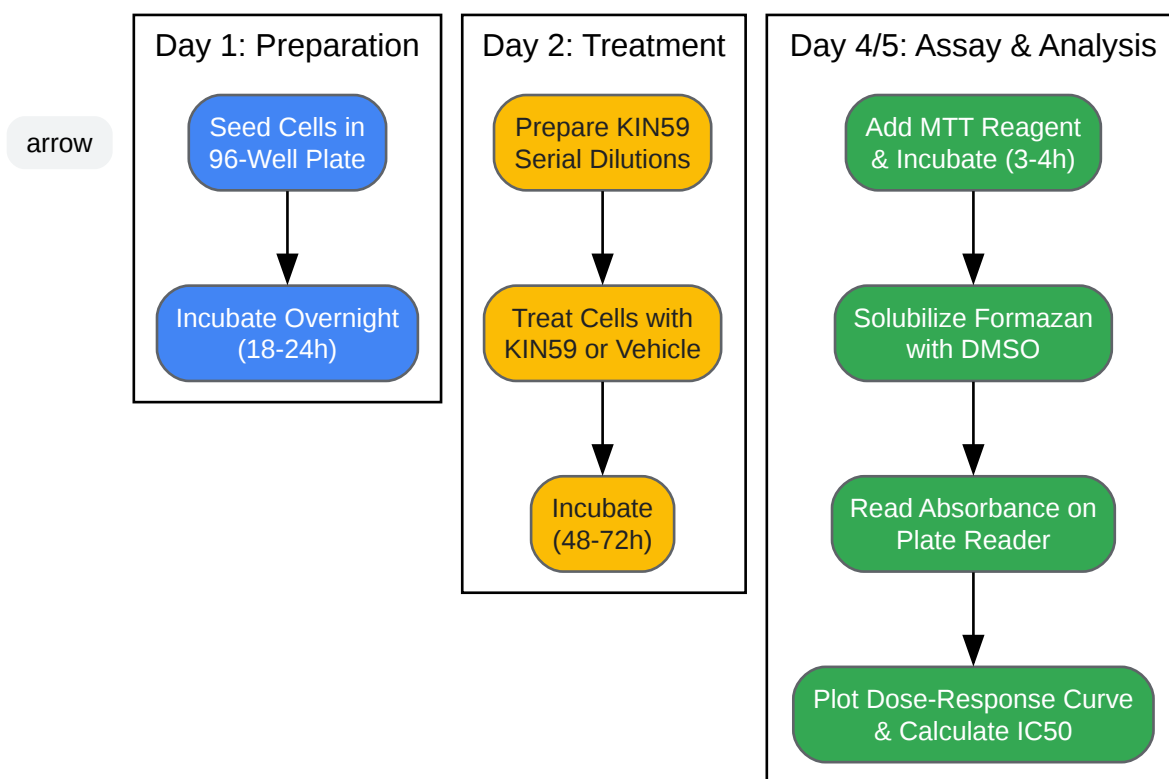 arrow
Day 1: Preparation
Seed Cells in
96-Well Plate
Incubate Overnight
(18-24h)
Day 2: Treatment
Prepare KIN59
Serial Dilutions
Treat Cells with
KIN59 or Vehicle
Incubate
(48-72h)
Day 4/5: Assay & Analysis
Add MTT Reagent
& Incubate (3-4h)
Solubilize Formazan
with DMSO
Read Absorbance on
Plate Reader
Plot Dose-Response Curve
& Calculate IC50